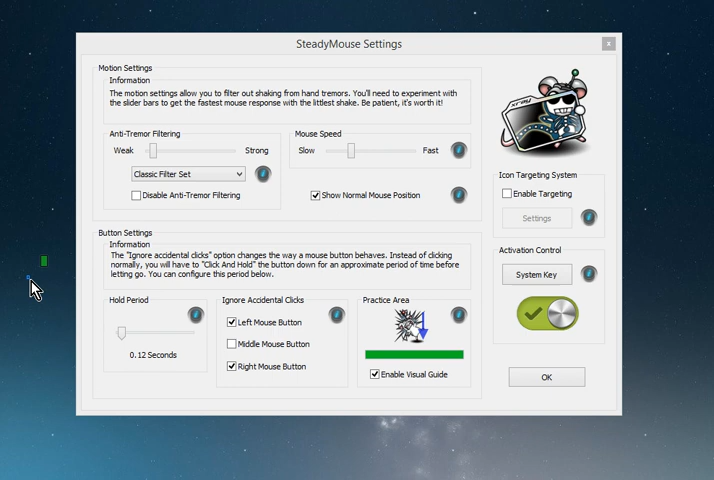 SteadyMouse Settings
x
Motion Settings
Information
The motion settings allow you to filter out shaking from hand tremors. You'll need to experiment with
the slider bars to get the fastest mouse response with the littlest shake. Be patient, it's worth it!
Anti-Tremor Filtering
Weak Strong
Classic Filter Set
Disable Anti-Tremor Filtering
Mouse Speed
Slow Fast
Show Normal Mouse Position
Icon Targeting System
Enable Targeting
Settings
Button Settings
Information
The "Ignore accidental clicks" option changes the way a mouse button behaves. Instead of clicking
normally, you will have to "Click And Hold" the button down for an approximate period of time before
letting go. You can configure this period below.
Hold Period
0.12 Seconds
Ignore Accidental Clicks
Left Mouse Button
Middle Mouse Button
Right Mouse Button
Practice Area
Enable Visual Guide
Activation Control
System Key
OK